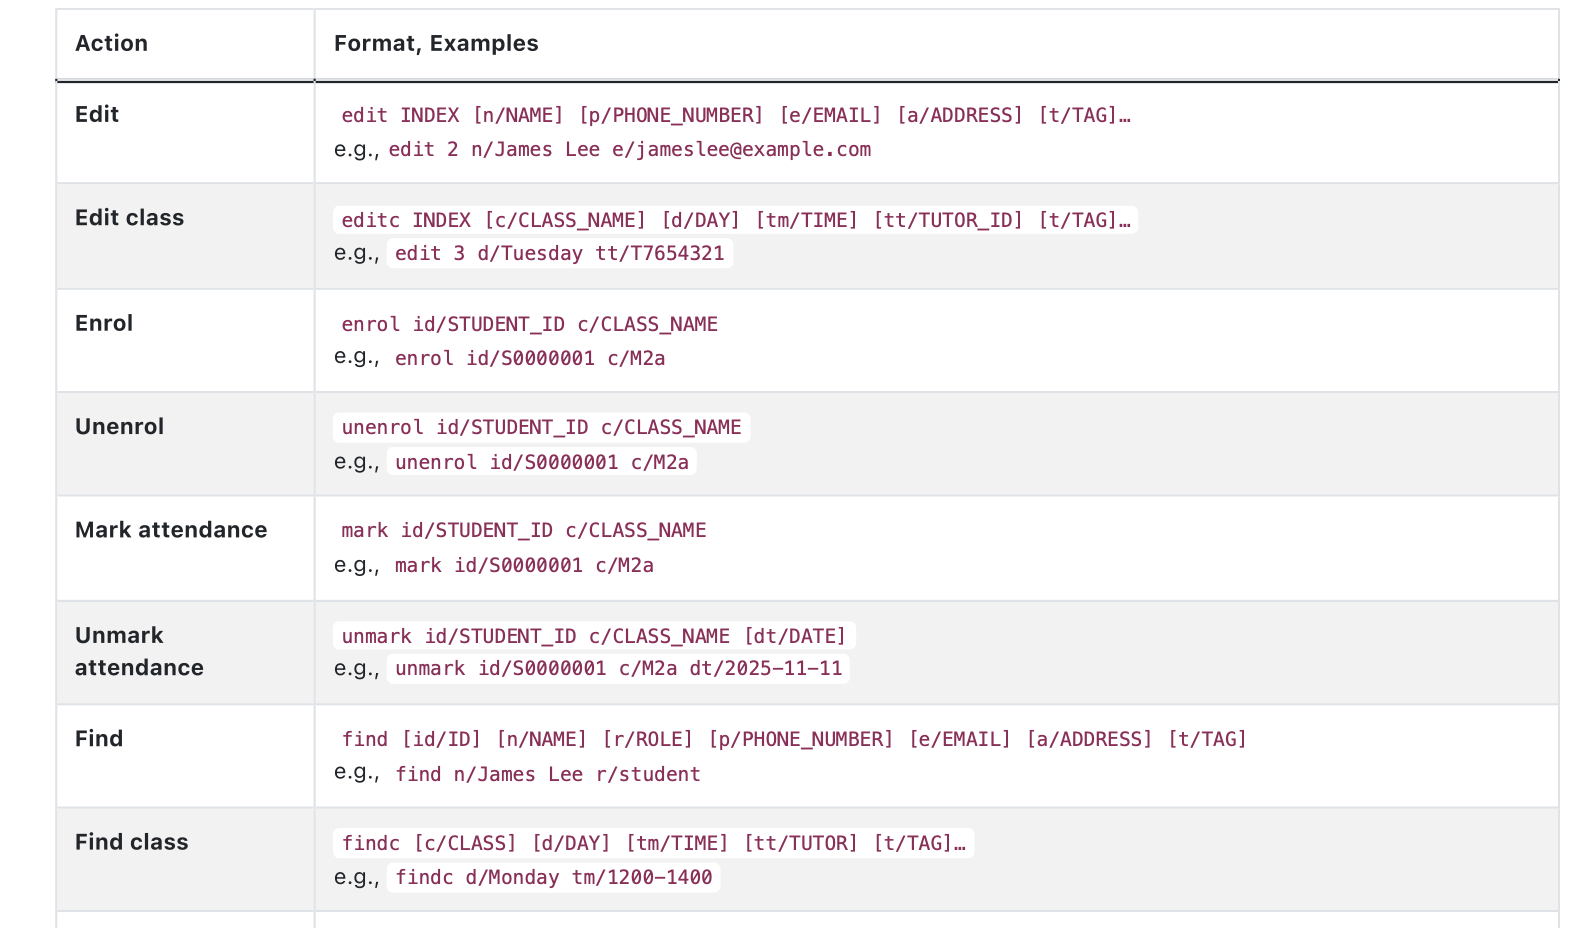 Action
Format, Examples
Edit
edit INDEX [n/NAME] [p/PHONE_NUMBER] [e/EMAIL] [a/ADDRESS] [t/TAG]…
e.g., edit 2 n/James Lee e/jameslee@example.com
Edit class
editc INDEX [c/CLASS_NAME] [d/DAY] [tm/TIME] [tt/TUTOR_ID] [t/TAG]…
e.g., edit 3 d/Tuesday tt/T7654321
Enrol
enrol id/STUDENT_ID c/CLASS_NAME
e.g., enrol id/S0000001 c/M2a
Unenrol
unenrol id/STUDENT_ID c/CLASS_NAME
e.g., unenrol id/S0000001 c/M2a
Mark attendance
mark id/STUDENT_ID c/CLASS_NAME
e.g., mark id/S0000001 c/M2a
Unmark
attendance
unmark id/STUDENT_ID c/CLASS_NAME [dt/DATE]
e.g., unmark id/S0000001 c/M2a dt/2025-11-11
Find
find [id/ID] [n/NAME] [r/ROLE] [p/PHONE_NUMBER] [e/EMAIL] [a/ADDRESS] [t/TAG]
e.g., find n/James Lee r/student
Find class
findc [c/CLASS] [d/DAY] [tm/TIME] [tt/TUTOR] [t/TAG]…
e.g., findc d/Monday tm/1200-1400